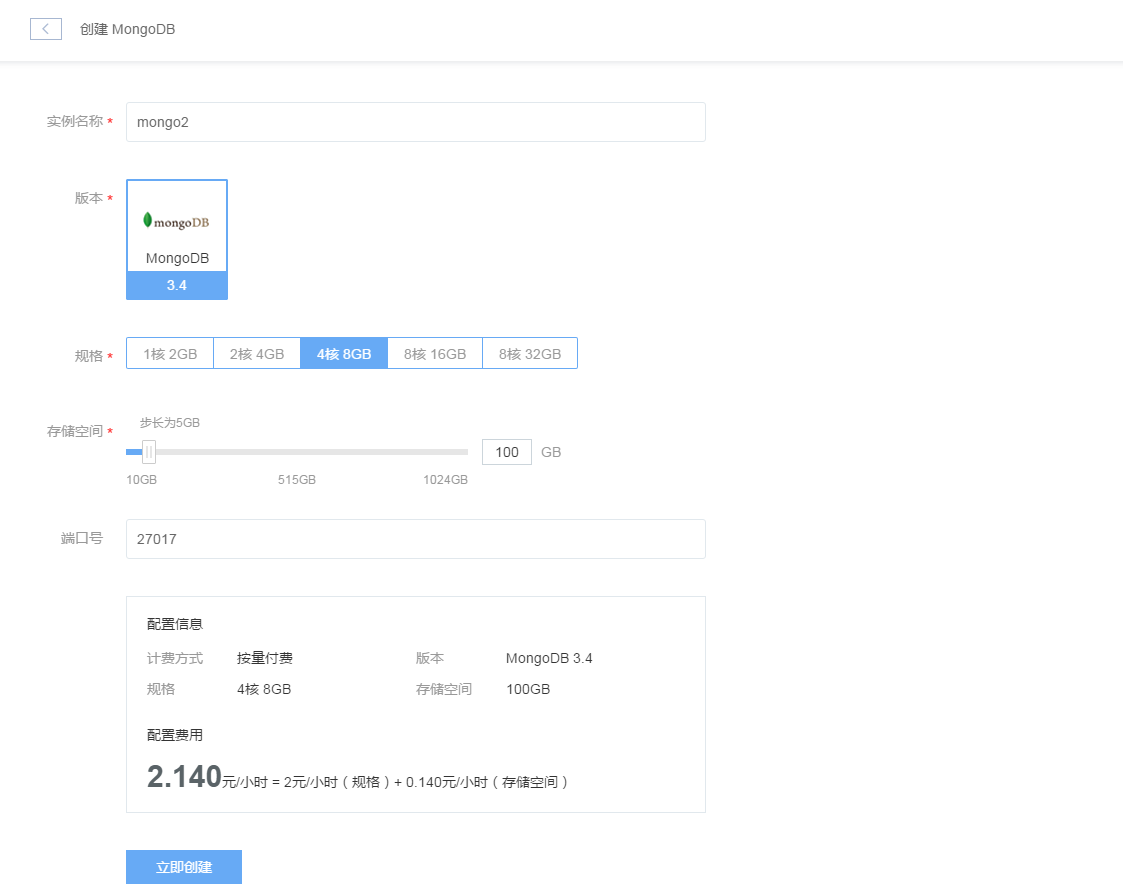 创建 MongoDB
实例名称 * mongo2
版本 *
mongoDB
MongoDB
3.4
规格 * 1核 2GB 2核 4GB 4核 8GB 8核 16GB 8核 32GB
步长为5GB
存储空间 * 100 GB
10GB 515GB 1024GB
端口号 27017
配置信息
计费方式 按量付费 版本 MongoDB 3.4
规格 4核 8GB 存储空间 100GB
配置费用
2.140元/小时 = 2元/小时（规格）+ 0.140元/小时（存储空间）
立即创建